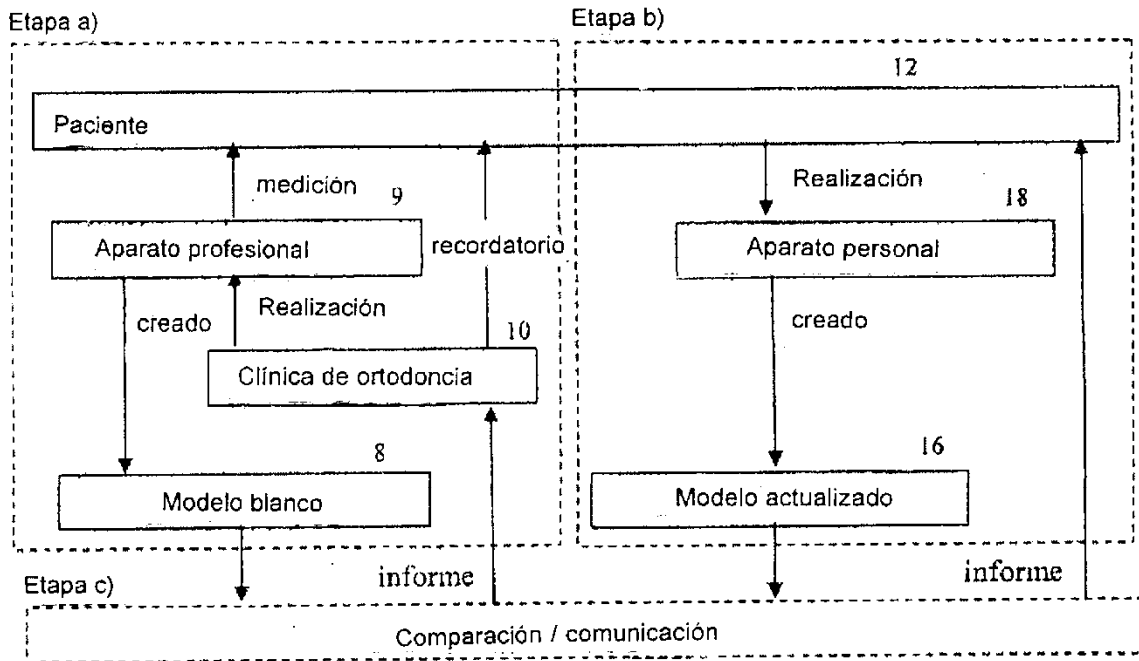 Etapa a)
Etapa b)
12
Paciente
medición
Realización
9
18
Aparato profesional
recordatorio
Aparato personal
creado
Realización
creado
10
Clínica de ortodoncia
8
16
Modelo blanco
Modelo actualizado
Etapa c)
informe
informe
Comparación / comunicación